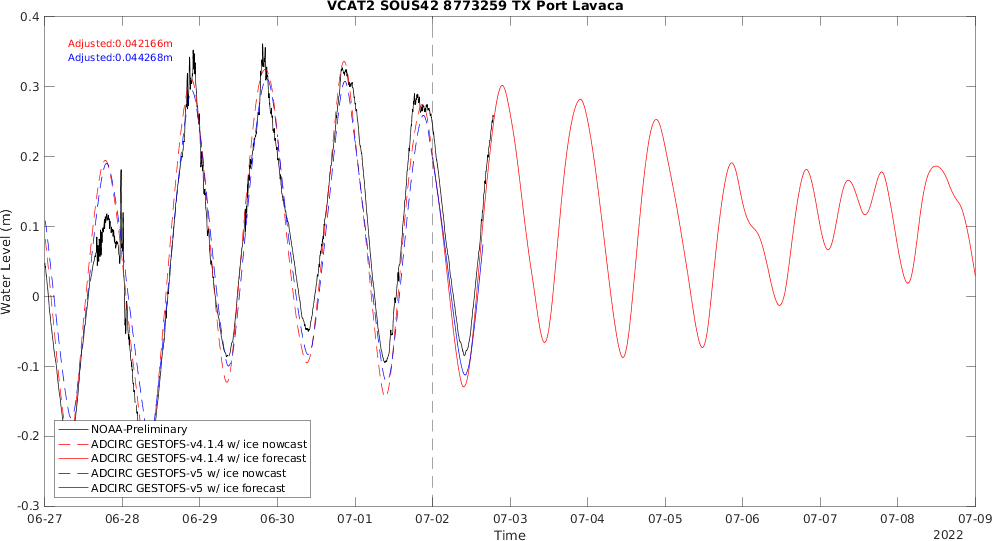 VCAT2 SOUS42 8773259 TX Port Lavaca
Adjusted:0.042166m
Adjusted:0.044268m
0.4
0.3
0.2
0.1
0
-0.1
-0.2
-0.3
Water Level (m)
NOAA-Preliminary
ADCIRC GESTOFS-v4.1.4 w/ ice nowcast
ADCIRC GESTOFS-v4.1.4 w/ ice forecast
ADCIRC GESTOFS-v5 w/ ice nowcast
ADCIRC GESTOFS-v5 w/ ice forecast
06-27 06-28 06-29 06-30 07-01 07-02 07-03 07-04 07-05 07-06 07-07 07-08 07-09
Time
2022